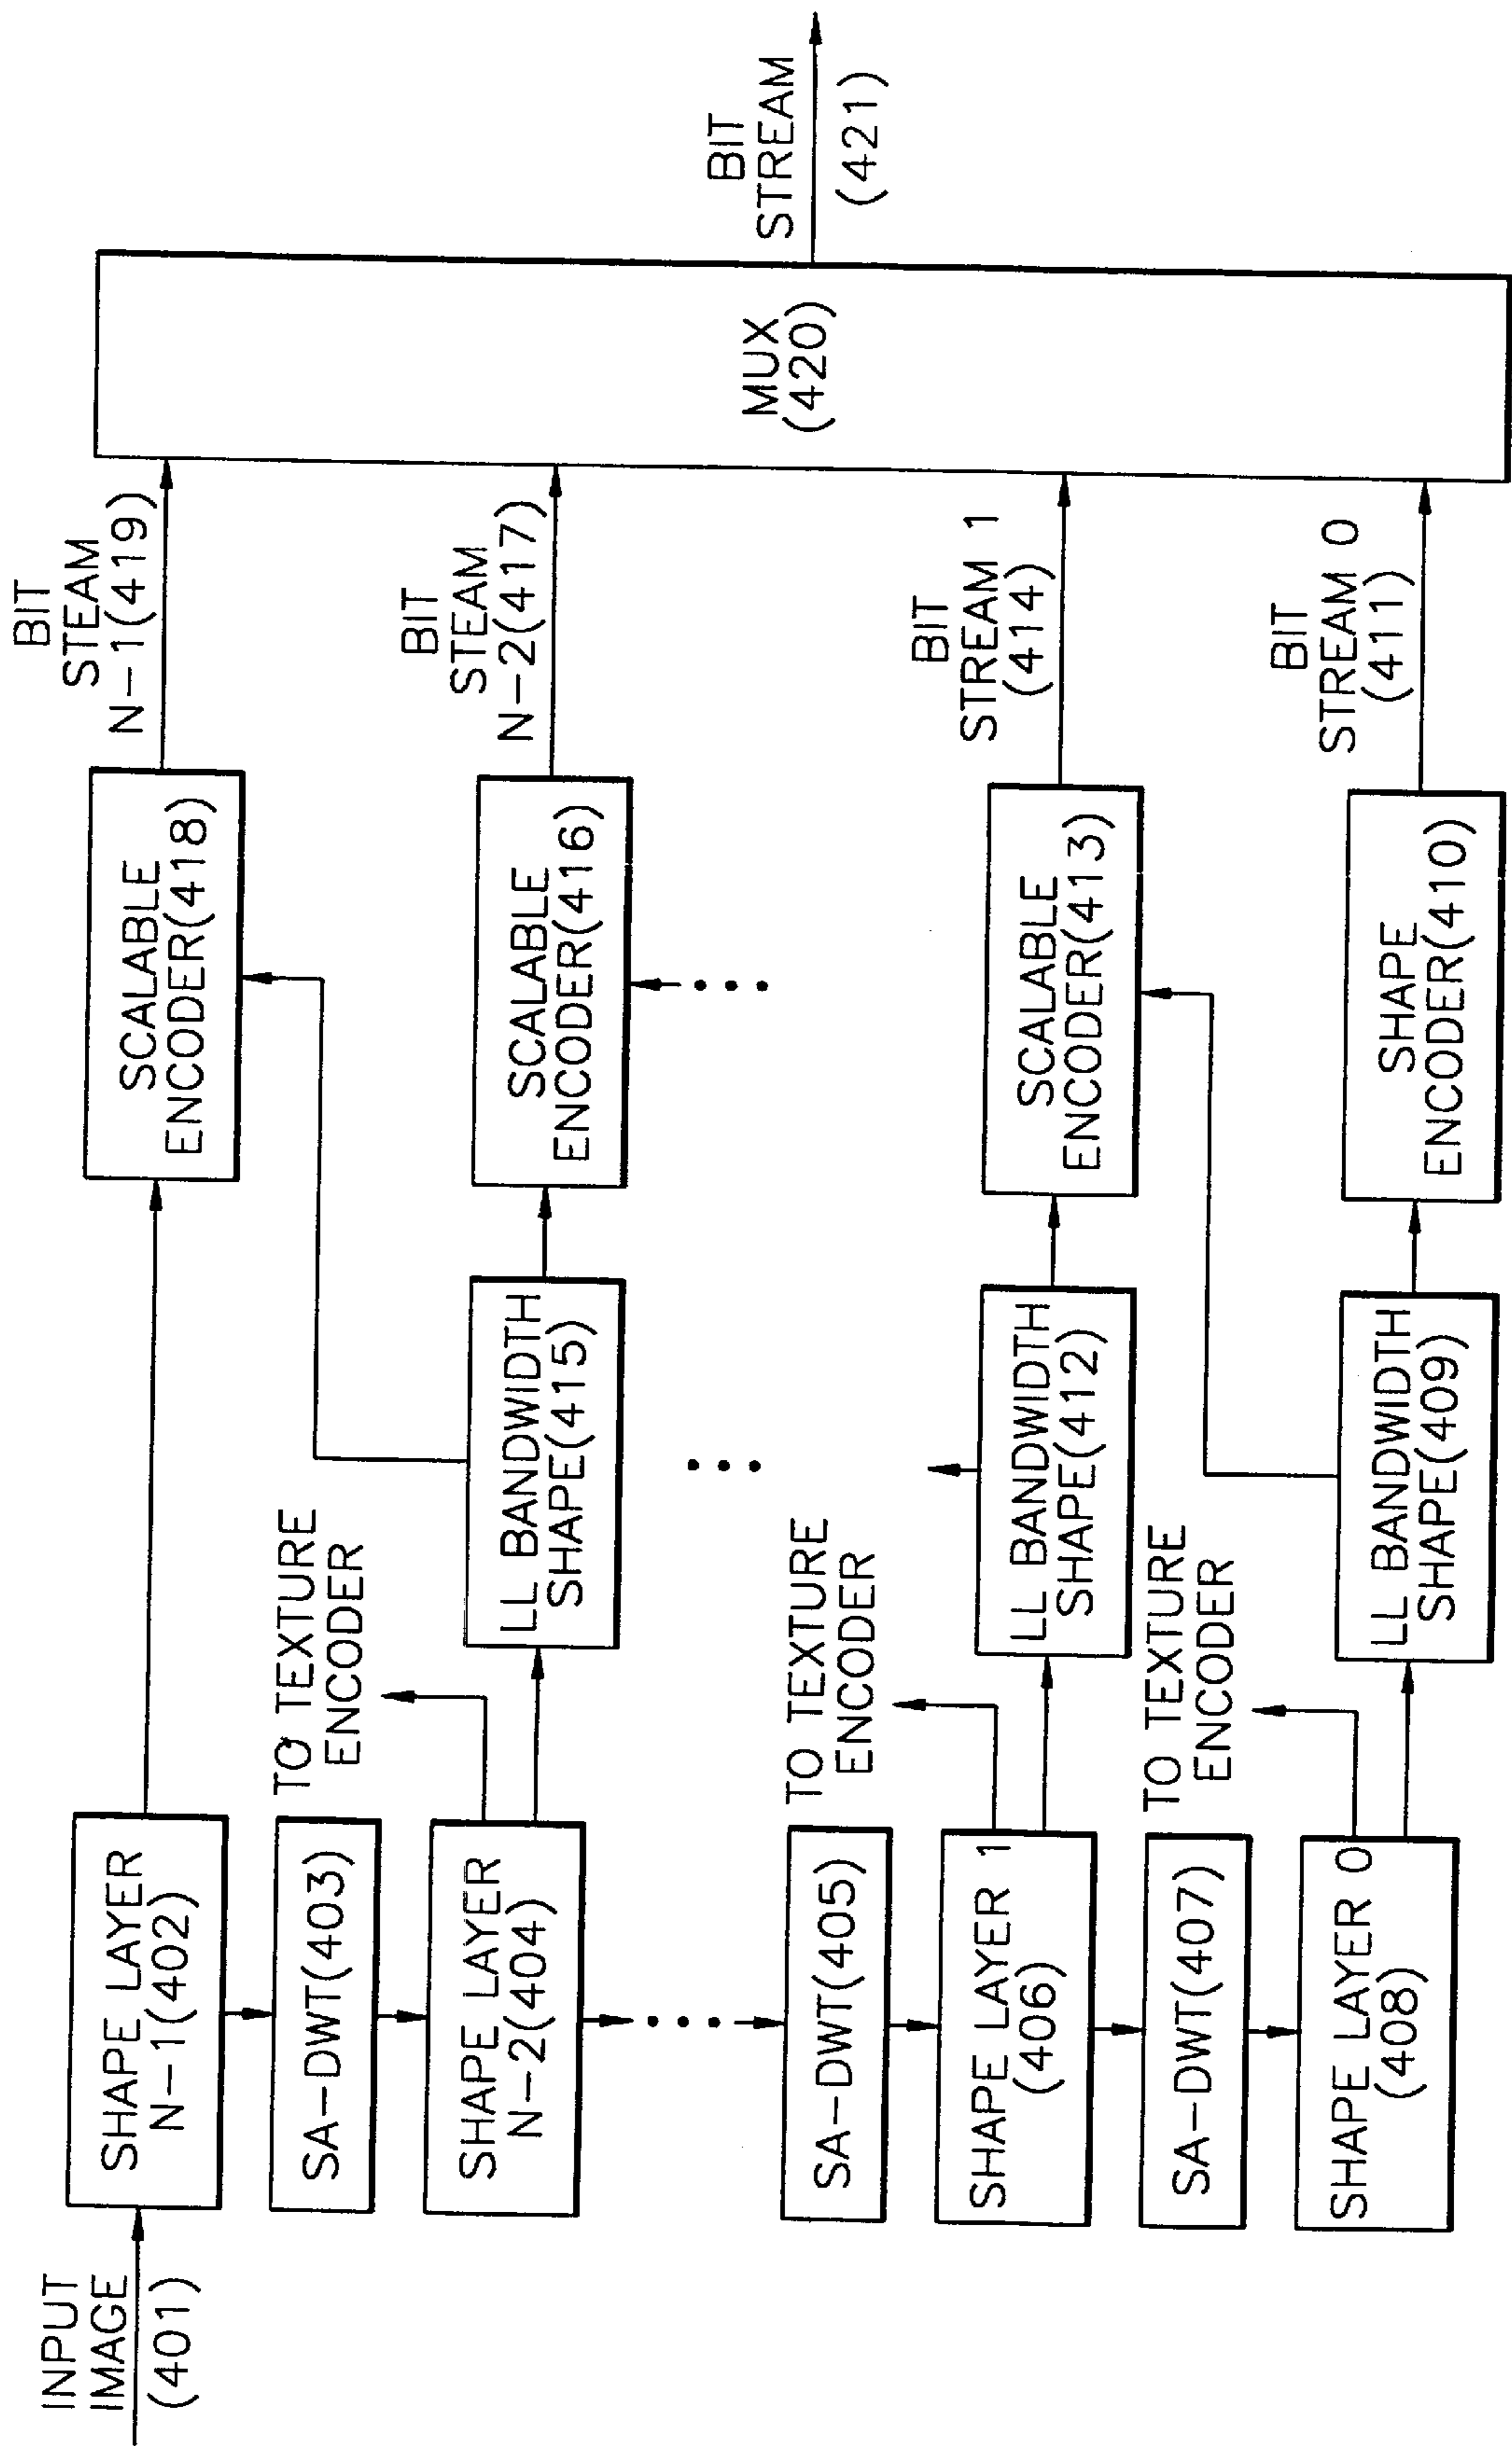 INPUT
IMAGE
(401)
SHAPE LAYER
N-1(402)
SCALABLE
ENCODER(418)
BIT
STEAM
N-1(419)
SA-DWT(403)
TO TEXTURE
ENCODER
SHAPE LAYER
N-2(404)
LL BANDWIDTH
SHAPE(415)
SCALABLE
ENCODER(416)
BIT
STEAM
N-2(417)
MUX
(420)
BIT
STREAM
(421)
SA-DWT(405)
TO TEXTURE
ENCODER
SHAPE LAYER 1
(406)
LL BANDWIDTH
SHAPE(412)
SCALABLE
ENCODER(413)
BIT
STREAM 1
(414)
SA-DWT(407)
TO TEXTURE
ENCODER
SHAPE LAYER 0
(408)
LL BANDWIDTH
SHAPE(409)
SHAPE
ENCODER(410)
BIT
STREAM 0
(411)